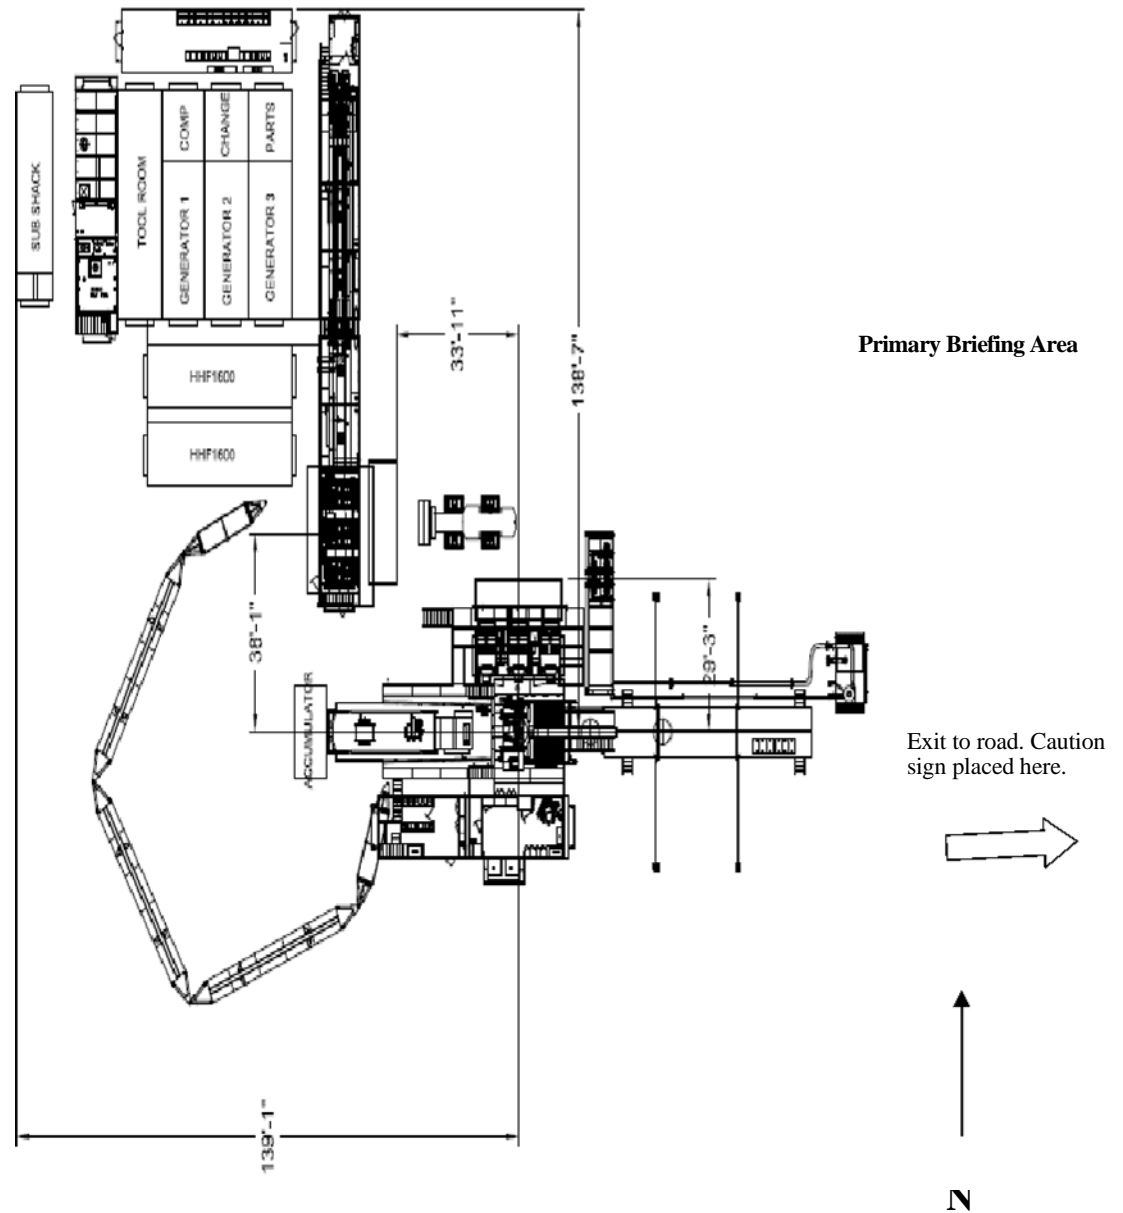 COMP
CHANGE
PARTS
SUB SHACK
TOOL ROOM
GENERATOR 1
GENERATOR 2
GENERATOR 3
33'-11"
138'-7"
Primary Briefing Area
HHF1600
HHF1600
38'-1"
29'-3"
ACCUMULATOR
Exit to road. Caution
sign placed here.
139'-1"
N